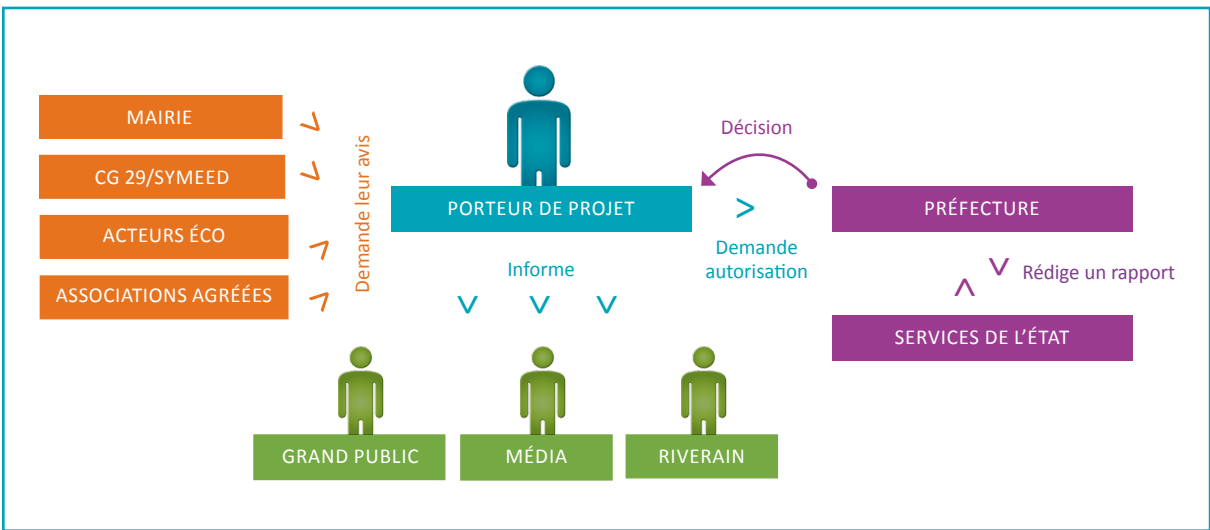 MAIRIE
CG 29/SYMEED
ACTEURS ÉCO
ASSOCIATIONS AGRÉÉES
Demande leur avis
PORTEUR DE PROJET
Informe
Décision
>
Demande
autorisation
PRÉFECTURE
Rédige un rapport
SERVICES DE L'ÉTAT
GRAND PUBLIC
MÉDIA
RIVERAIN